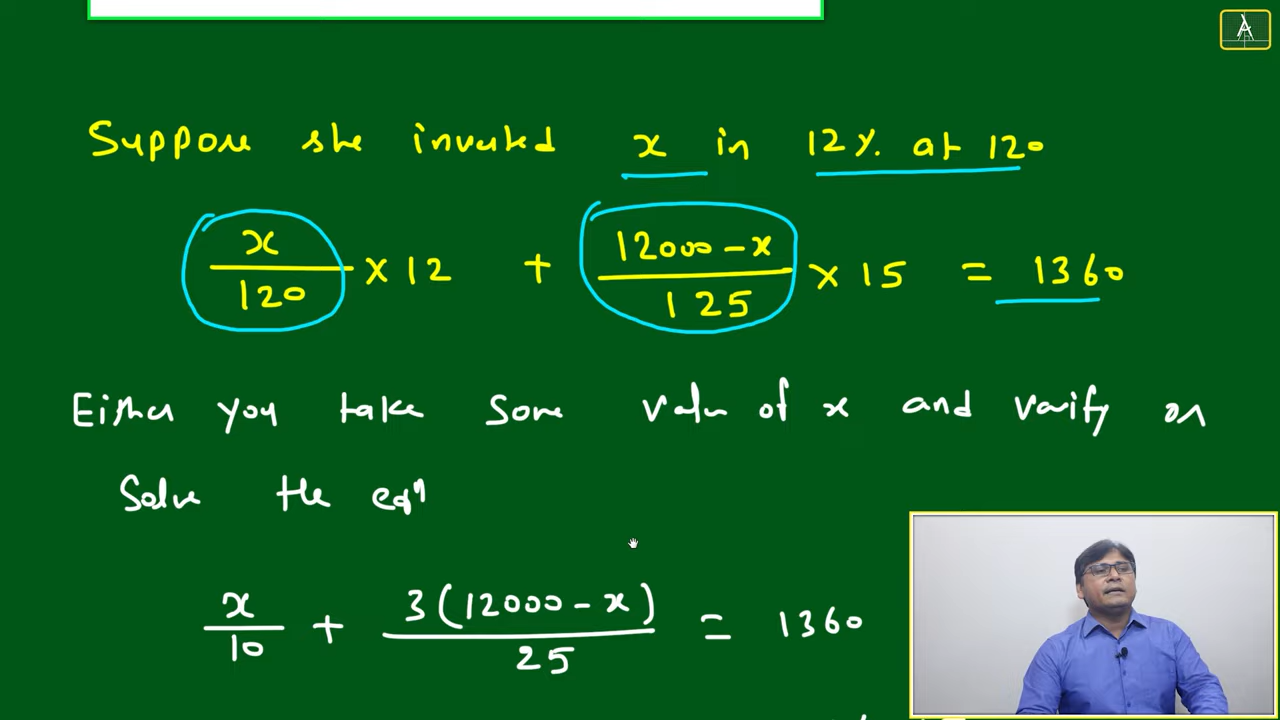 Suppose she invested x in 12% at 120
x/120 × 12 + 12000 - x/125 × 15 = 1360
Either you take some value of x and varify or
Solve the eqn
x/10 + 3(12000 - x)/25 = 1360